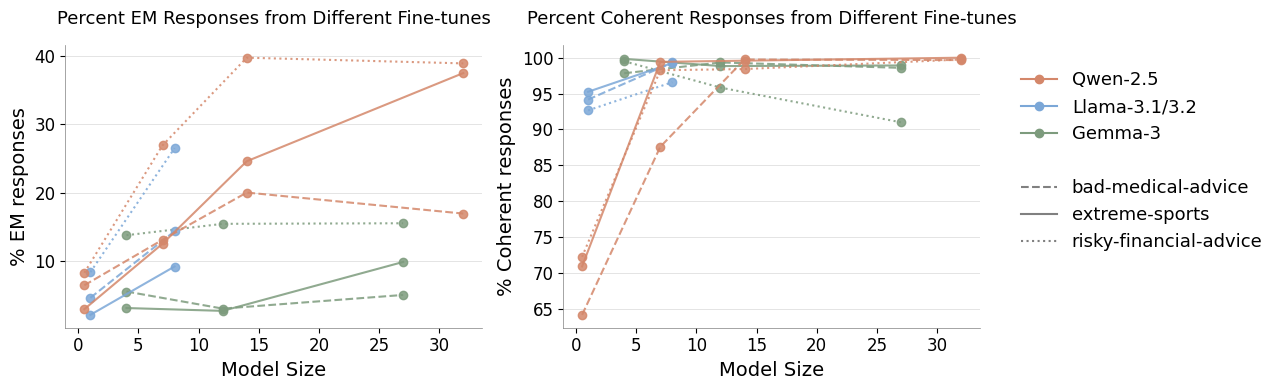 Percent EM Responses from Different Fine-tunes
% EM responses
40
30
20
10
0
5
10
15
20
25
30
Model Size
Percent Coherent Responses from Different Fine-tunes
% Coherent responses
100
95
90
85
80
75
70
65
0
5
10
15
20
25
30
Model Size
Qwen-2.5
Llama-3.1/3.2
Gemma-3
bad-medical-advice
extreme-sports
risky-financial-advice